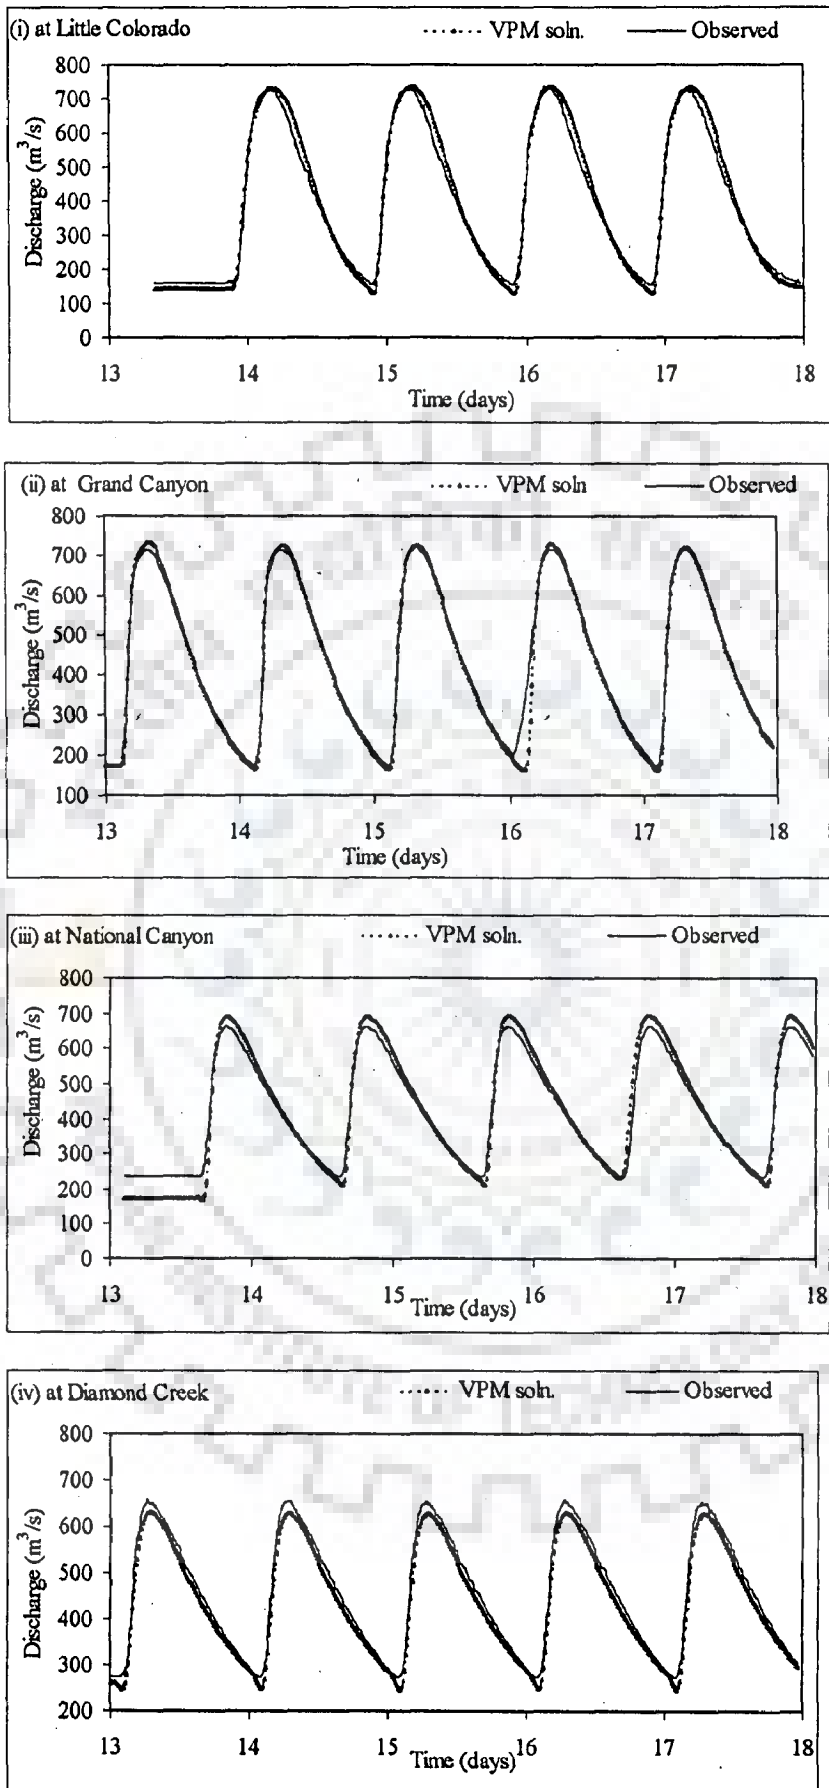 (i) at Little Colorado VPM soln. Observed
800
700
600
500
400
300
200
100
0
Discharge (m³/s)
13 14 15 16 17 18
Time (days)
(ii) at Grand Canyon VPM soln Observed
800
700
600
500
400
300
200
100
Discharge (m³/s)
13 14 15 16 17 18
Time (days)
(iii) at National Canyon VPM soln. Observed
800
700
600
500
400
300
200
100
0
Discharge (m³/s)
13 14 15 16 17 18
Time (days)
(iv) at Diamond Creek VPM soln. Observed
800
700
600
500
400
300
200
Discharge (m³/s)
13 14 15 16 17 18
Time (days)